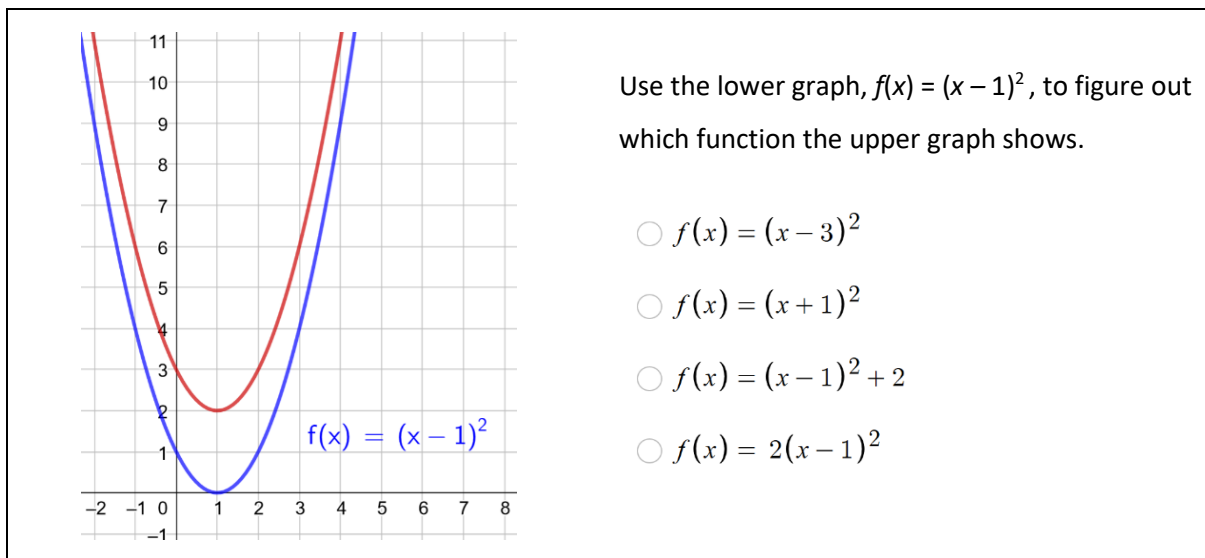 11
10
9
8
7
6
5
4
3
2
1
f(x) = (x – 1)²
–2 –1 0 1 2 3 4 5 6 7 8
–1
Use the lower graph, f(x) = (x – 1)² , to figure out
which function the upper graph shows.
f(x) = (x – 3)²
f(x) = (x + 1)²
f(x) = (x – 1)² + 2
f(x) = 2(x – 1)²